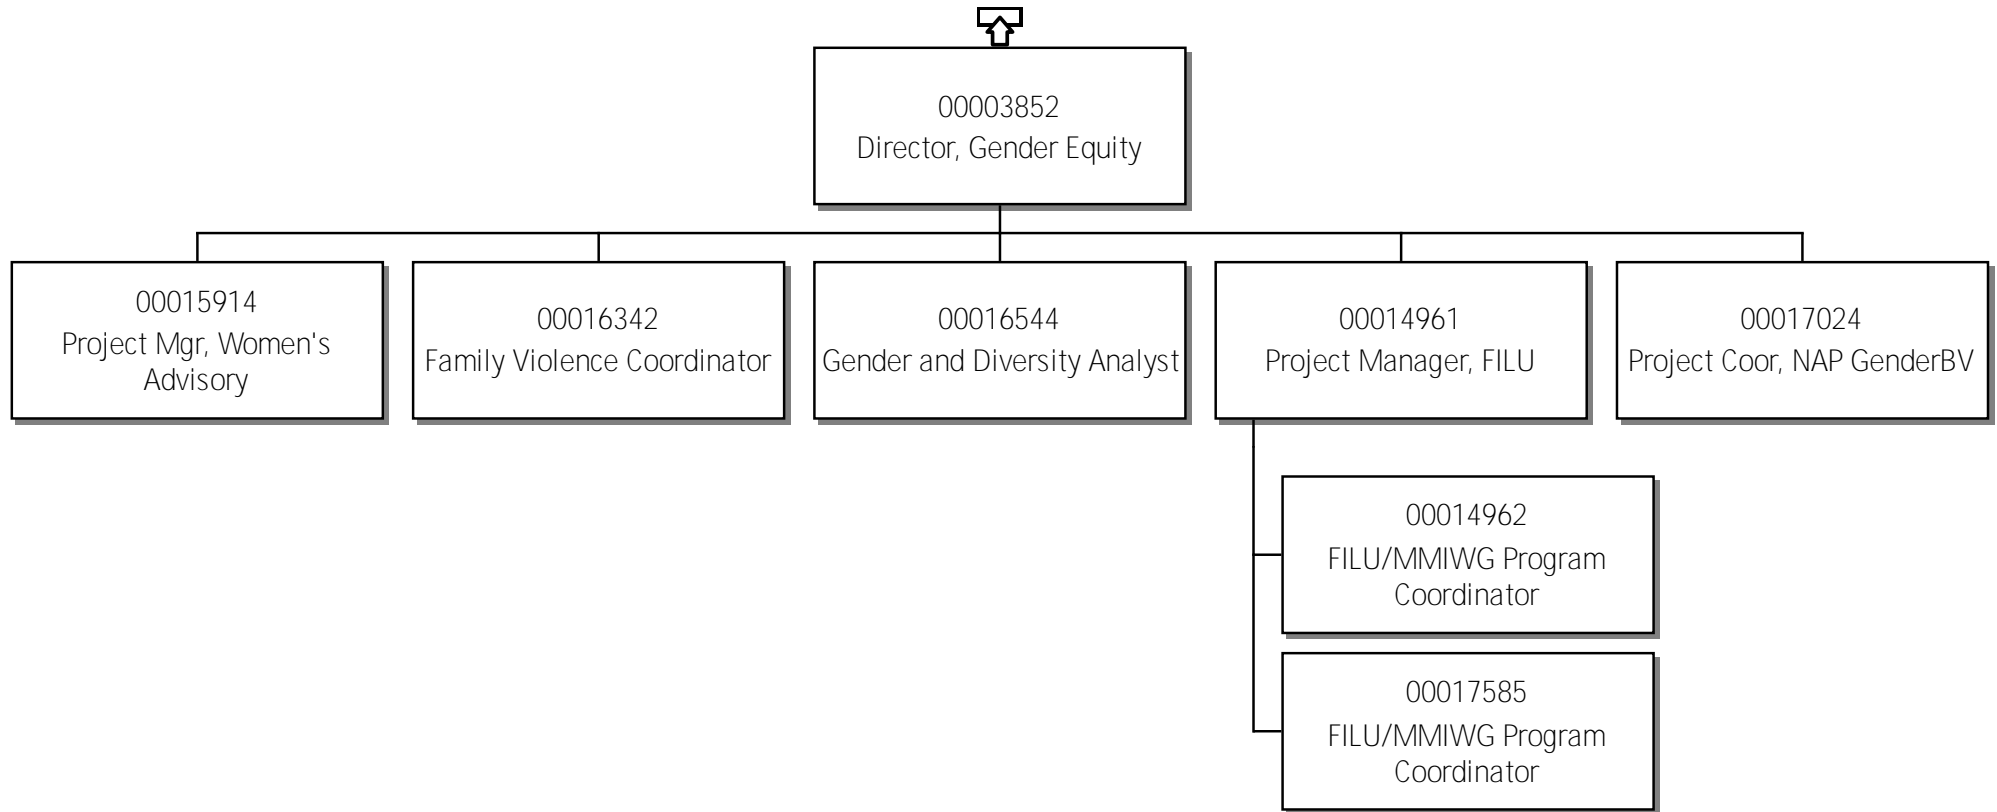 00003852
Director, Gender Equity
00015914
Project Mgr, Women's
Advisory
00016342
Family Violence Coordinator
00016544
Gender and Diversity Analyst
00014961
Project Manager, FILU
00017024
Project Coor, NAP GenderBV
00014962
FILU/MMIWG Program
Coordinator
00017585
FILU/MMIWG Program
Coordinator